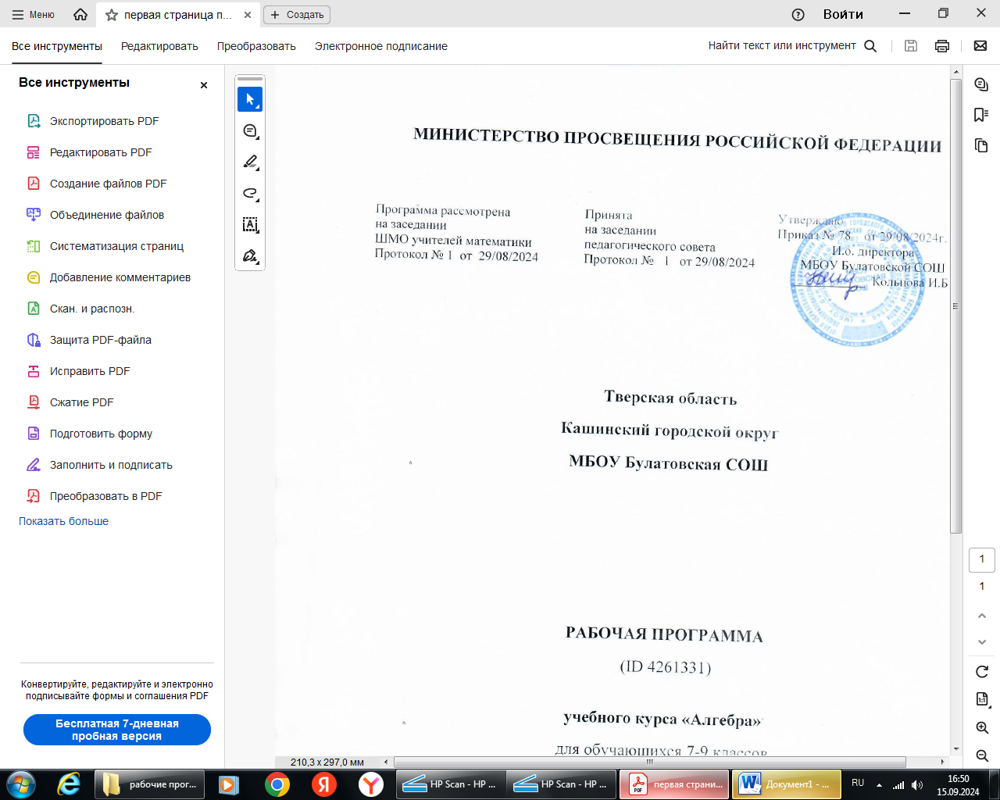 Меню
первая страница п...
Создать
Войти
Все инструменты
Редактировать
Преобразовать
Электронное подписание
Найти текст или инструмент
Все инструменты
Экспортировать PDF
Редактировать PDF
Создание файлов PDF
Объединение файлов
Систематизация страниц
Добавление комментариев
Скан. и распозн.
Защита PDF-файла
Исправить PDF
Сжатие PDF
Подготовить форму
Заполнить и подписать
Преобразовать в PDF
Показать больше
Конвертируйте, редактируйте и электронно
подписывайте формы и соглашения PDF
Бесплатная 7-дневная
пробная версия
МИНИСТЕРСТВО ПРОСВЕЩЕНИЯ РОССИЙСКОЙ ФЕДЕРАЦИИ
Программа рассмотрена
на заседании
ШМО учителей математики
Протокол № 1 от 29/08/2024
Принята
на заседании
педагогического совета
Протокол № 1 от 29/08/2024
Утверждаю
Приказ № 78 от 29/08/2024г.
И.о. директора
МБОУ Булатовской СОШ
Кольцова И.Б
Тверская область
Кашинский городской округ
МБОУ Булатовская СОШ
РАБОЧАЯ ПРОГРАММА
(ID 4261331)
учебного курса «Алгебра»
для обучающихся 7-9 классов
210,3 x 297,0 мм
1
1
рабочие прог...
HP Scan - HP ...
HP Scan - HP ...
первая страни...
Документ1 - ...
RU
16:50
15.09.2024